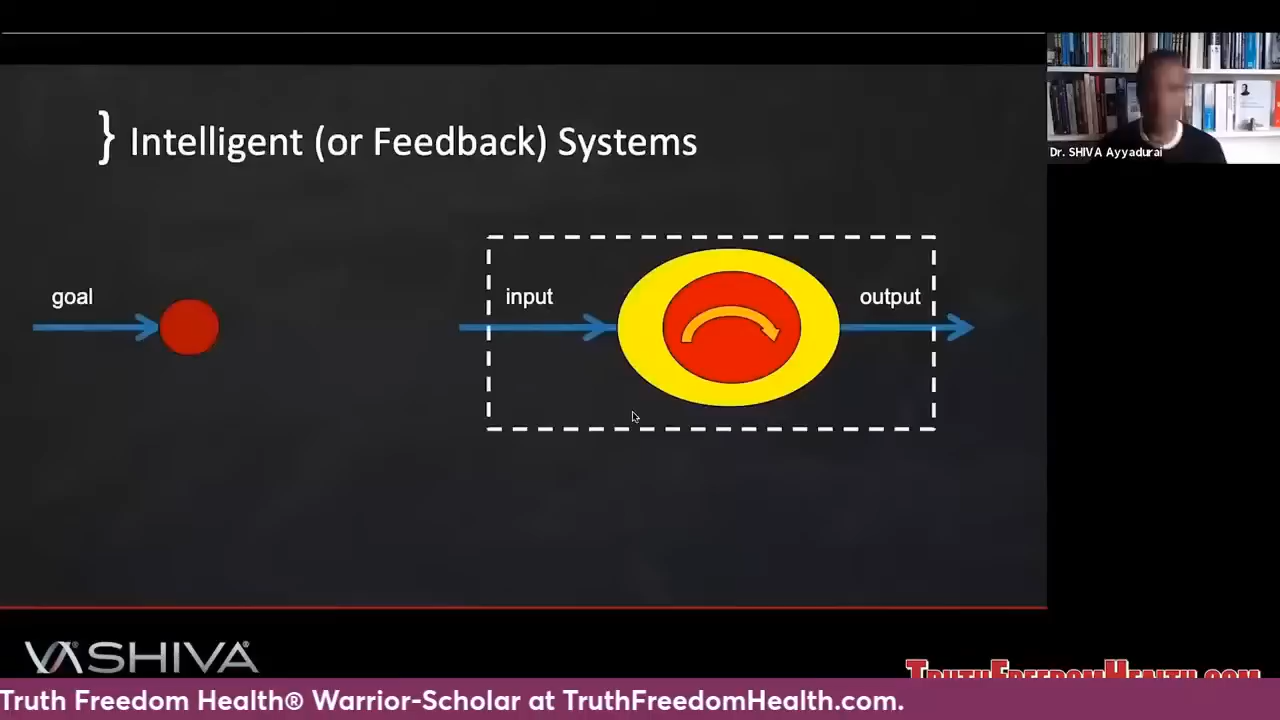 } Intelligent (or Feedback) Systems
Dr. SHIVA Ayyadurai
goal
input
output
VASHIVA®
TRUTHFREEDOMHEALTH.COM
Truth Freedom Health® Warrior-Scholar at TruthFreedomHealth.com.